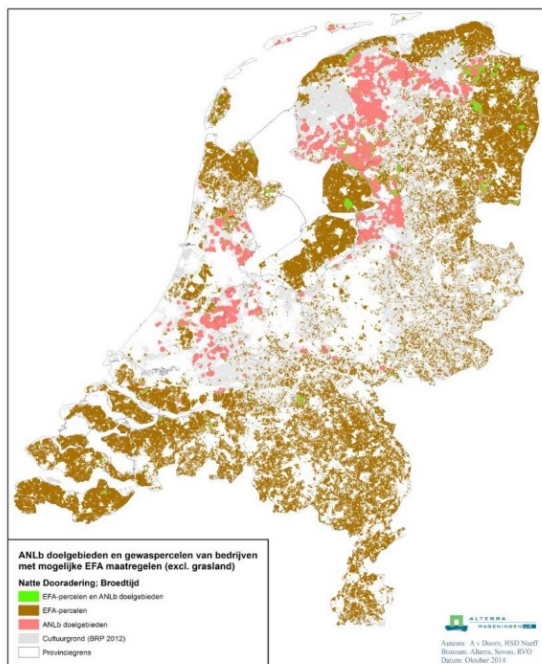 ANLb doelgebieden en gewaspercelen van bedrijven
met mogelijke EFA maatregelen (excl. grasland)
Natte Dooradering; Broedtijd
EFA-percelen en ANLb doelgebieden
EFA-percelen
ANLb doelgebieden
Cultuurgrond (BRP 2012)
Provinciegrens
ALTERRA
WAGENINGEN UR
Auteurs: A v Doorn, HSD Naeff
Bronnen: Alterra, Sovon, RVO
Datum: Oktober 2014